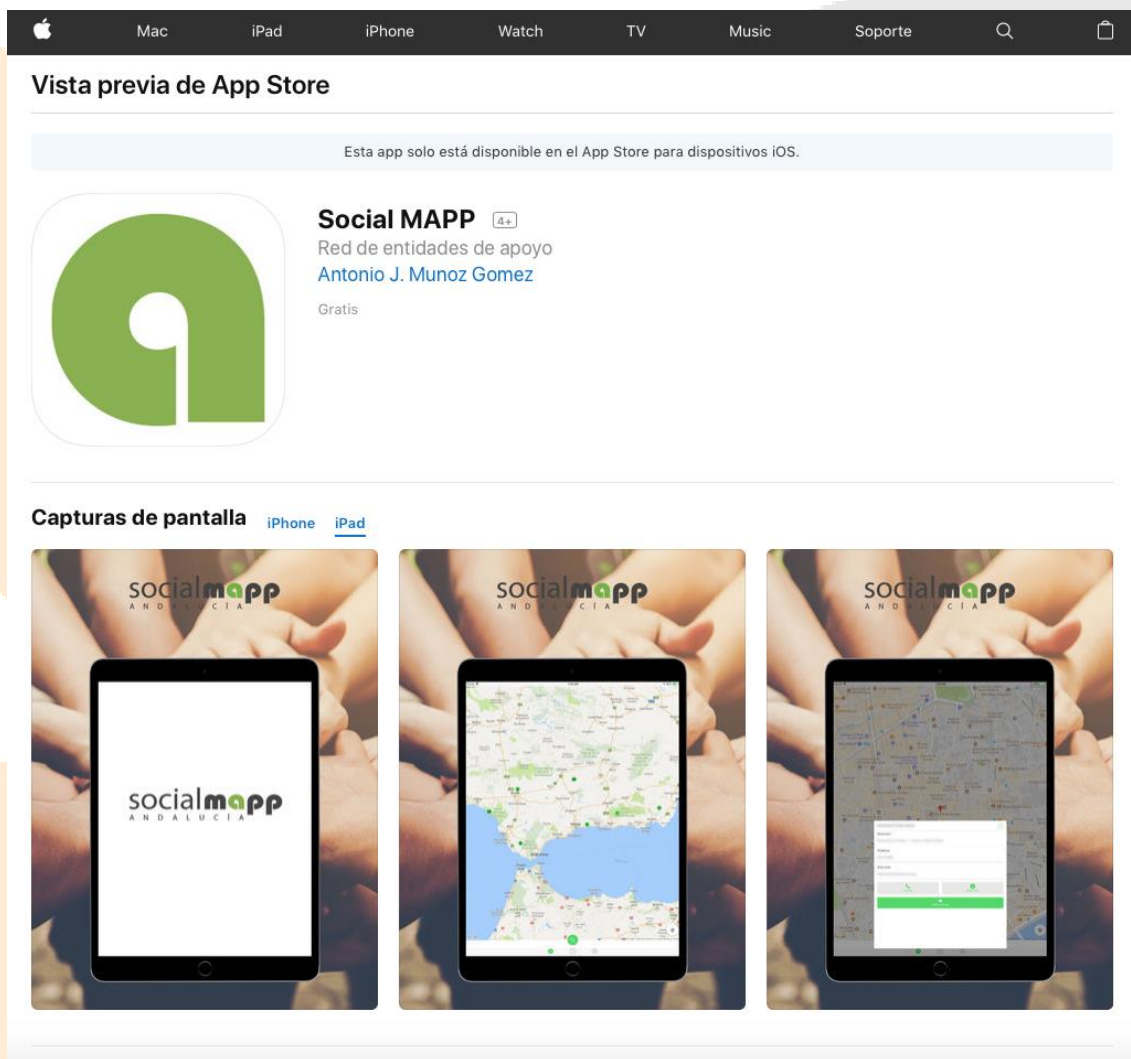 Mac iPad iPhone Watch TV Music Soporte
Vista previa de App Store
Esta app solo está disponible en el App Store para dispositivos iOS.
Social MAPP 4+
Red de entidades de apoyo
Antonio J. Munoz Gomez
Gratis
Capturas de pantalla iPhone iPad
socialmapp socialmapp socialmapp
ANDALUCÍA ANDALUCÍA ANDALUCÍA
socialmapp
ANDALUCÍA